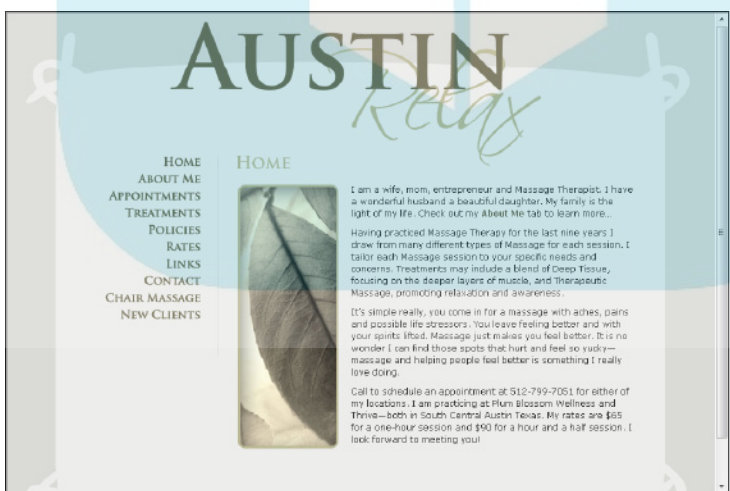 AUSTIN
Relax
HOME
ABOUT ME
APPOINTMENTS
TREATMENTS
POLICIES
RATES
LINKS
CONTACT
CHAIR MASSAGE
NEW CLIENTS
HOME
I am a wife, mom, entrepreneur and Massage Therapist. I have
a wonderful husband a beautiful daughter. My family is the
light of my life. Check out my About Me tab to learn more...
Having practiced Massage Therapy for the last nine years I
draw from many different types of Massage for each session. I
tailor each Massage session to your specific needs and
concerns. Treatments may include a blend of Deep Tissue,
focusing on the deeper layers of muscle, and Therapeutic
Massage, promoting relaxation and awareness.
It's simple really, you come in for a massage with aches, pains
and possible life stressors. You leave feeling better and with
your spirits lifted. Massage just makes you feel better. It is no
wonder I can find those spots that hurt and feel so yucky—
massage and helping people feel better is something I really
love doing.
Call to schedule an appointment at 512-799-7051 for either of
my locations. I am practicing at Plum Blossom Wellness and
Thrive—both in South Central Austin Texas. My rates are $65
for a one-hour session and $90 for a hour and a half session. I
look forward to meeting you!